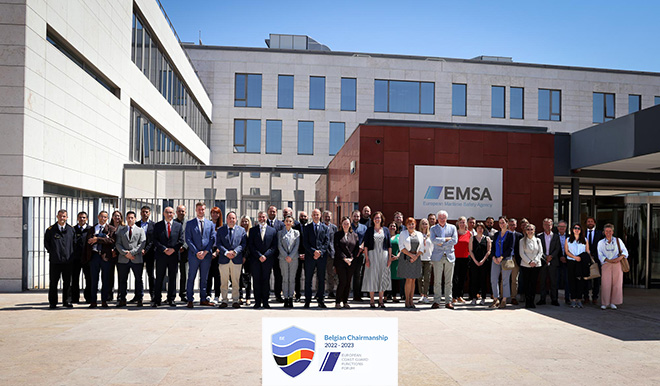 EMSA
European Maritime Safety Agency
Belgian Chairmanship
2022 - 2023
EUROPEAN
COAST GUARD
FUNCTIONS
FORUM